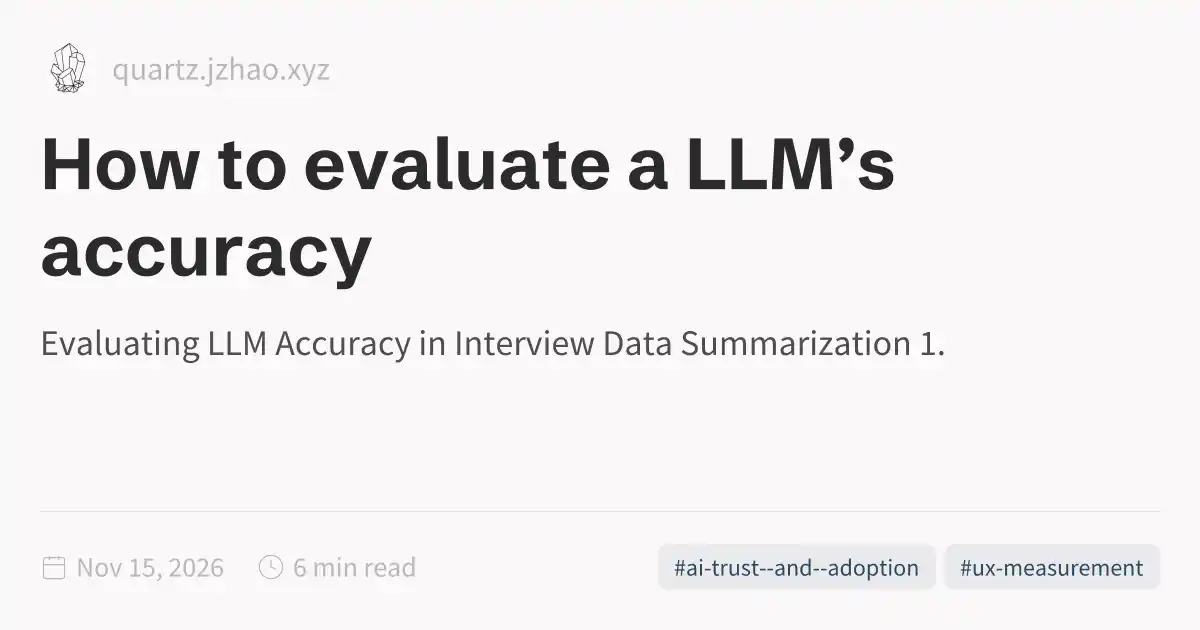 quartz.jzhao.xyz
How to evaluate a LLM’s
accuracy
Evaluating LLM Accuracy in Interview Data Summarization 1.
Nov 15, 2026 6 min read #ai-trust--and--adoption #ux-measurement